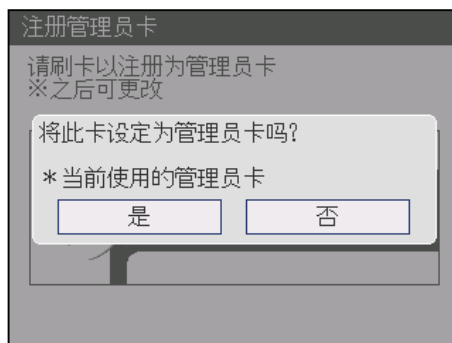 注册管理员卡
请刷卡以注册为管理员卡
※之后可更改
将此卡设定为管理员卡吗?
*当前使用的管理员卡
是
否